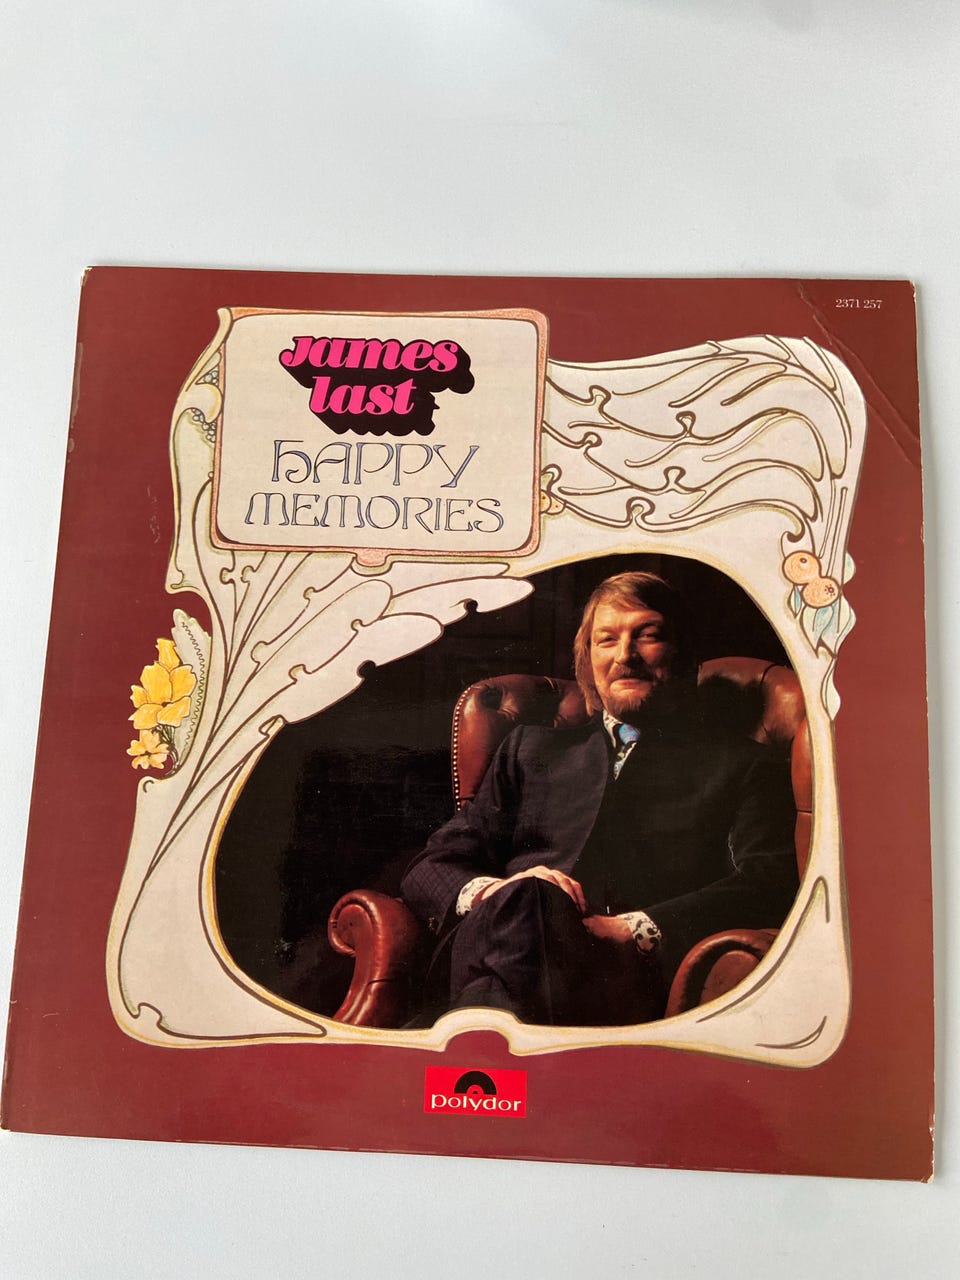 2371 257
James
last
HAPPY
MEMORIES
polydor